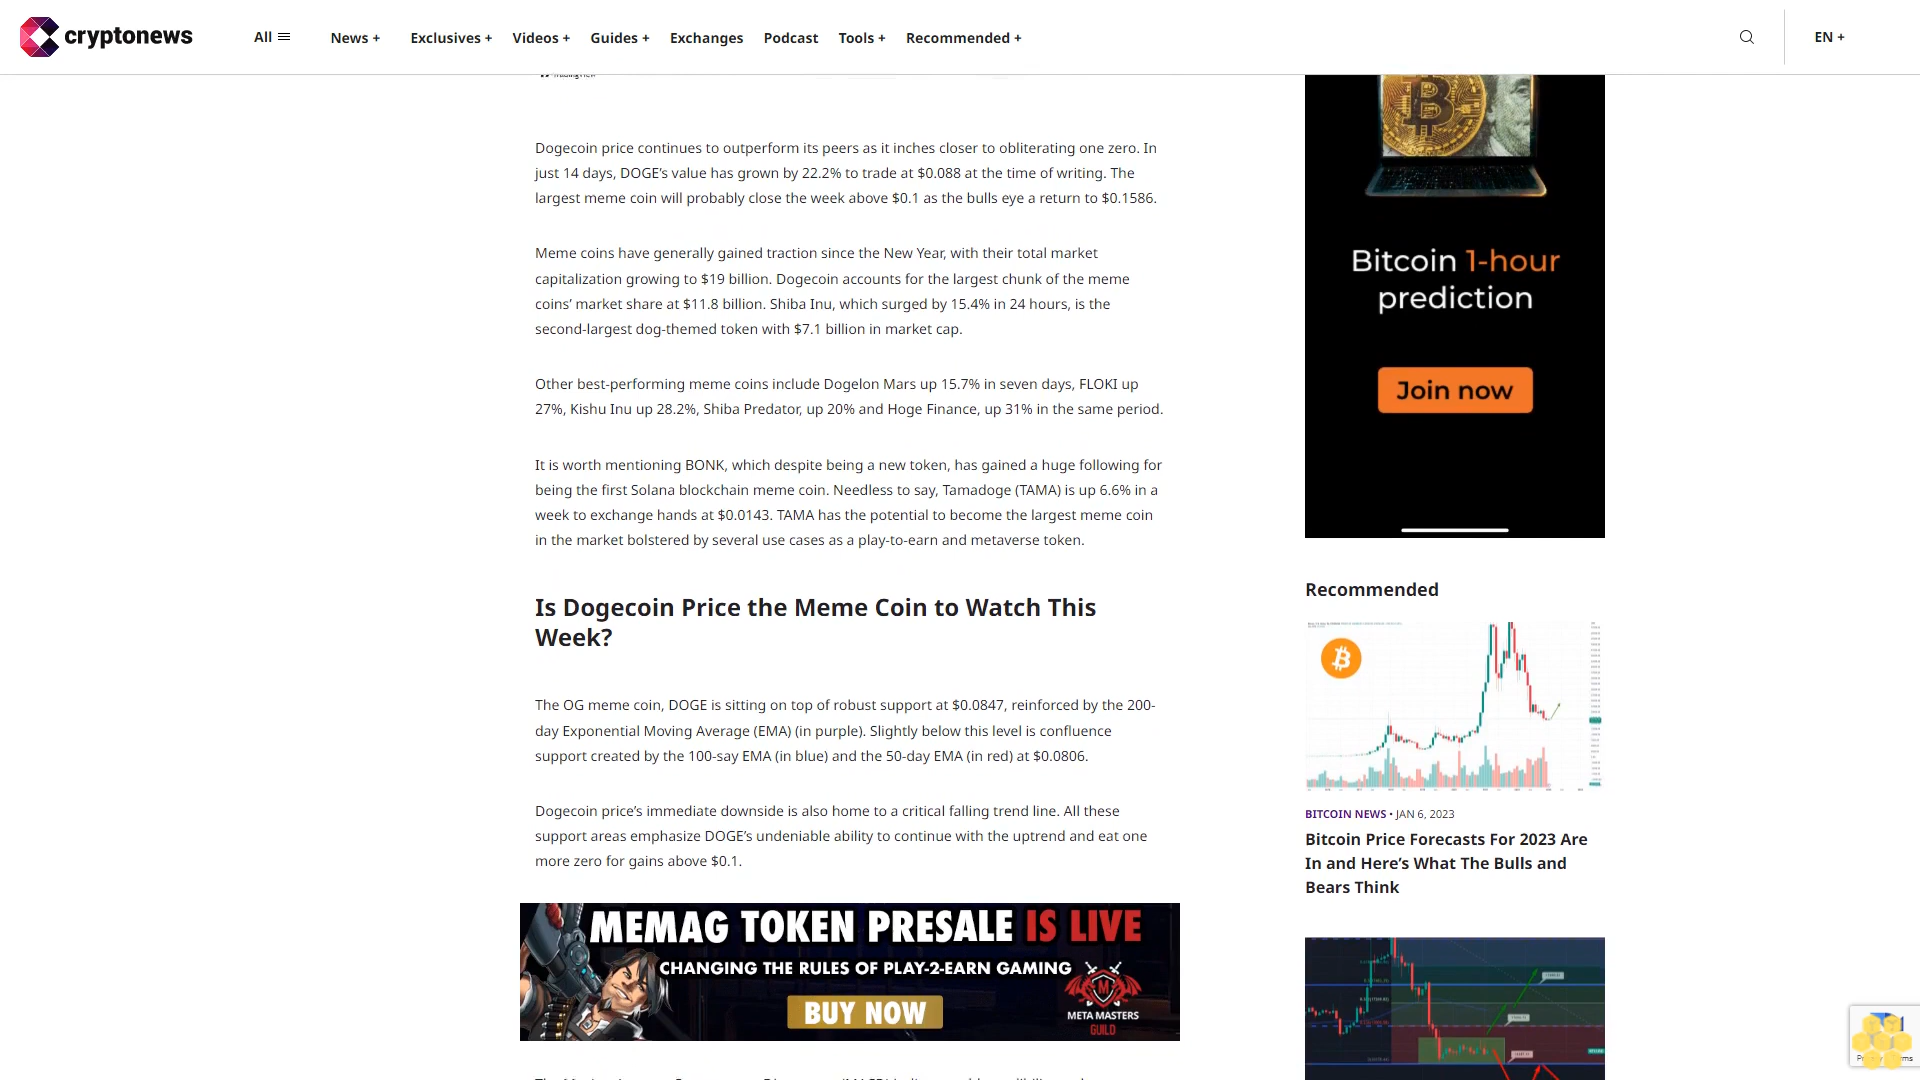 cryptonews
All
News +
Exclusives +
Videos +
Guides +
Exchanges
Podcast
Tools +
Recommended +
EN +
Dogecoin price continues to outperform its peers as it inches closer to obliterating one zero. In
just 14 days, DOGE’s value has grown by 22.2% to trade at $0.088 at the time of writing. The
largest meme coin will probably close the week above $0.1 as the bulls eye a return to $0.1586.
Meme coins have generally gained traction since the New Year, with their total market
capitalization growing to $19 billion. Dogecoin accounts for the largest chunk of the meme
coins’ market share at $11.8 billion. Shiba Inu, which surged by 15.4% in 24 hours, is the
second-largest dog-themed token with $7.1 billion in market cap.
Other best-performing meme coins include Dogelon Mars up 15.7% in seven days, FLOKI up
27%, Kishu Inu up 28.2%, Shiba Predator, up 20% and Hoge Finance, up 31% in the same period.
It is worth mentioning BONK, which despite being a new token, has gained a huge following for
being the first Solana blockchain meme coin. Needless to say, Tamadoge (TAMA) is up 6.6% in a
week to exchange hands at $0.0143. TAMA has the potential to become the largest meme coin
in the market bolstered by several use cases as a play-to-earn and metaverse token.
Is Dogecoin Price the Meme Coin to Watch This
Week?
The OG meme coin, DOGE is sitting on top of robust support at $0.0847, reinforced by the 200-
day Exponential Moving Average (EMA) (in purple). Slightly below this level is confluence
support created by the 100-say EMA (in blue) and the 50-day EMA (in red) at $0.0806.
Dogecoin price’s immediate downside is also home to a critical falling trend line. All these
support areas emphasize DOGE’s undeniable ability to continue with the uptrend and eat one
more zero for gains above $0.1.
MEMAG TOKEN PRESALE IS LIVE
CHANGING THE RULES OF PLAY-2-EARN GAMING
BUY NOW
M
META MASTERS
GUILD
Bitcoin 1-hour
prediction
Join now
Recommended
BITCOIN NEWS • JAN 6, 2023
Bitcoin Price Forecasts For 2023 Are
In and Here’s What The Bulls and
Bears Think